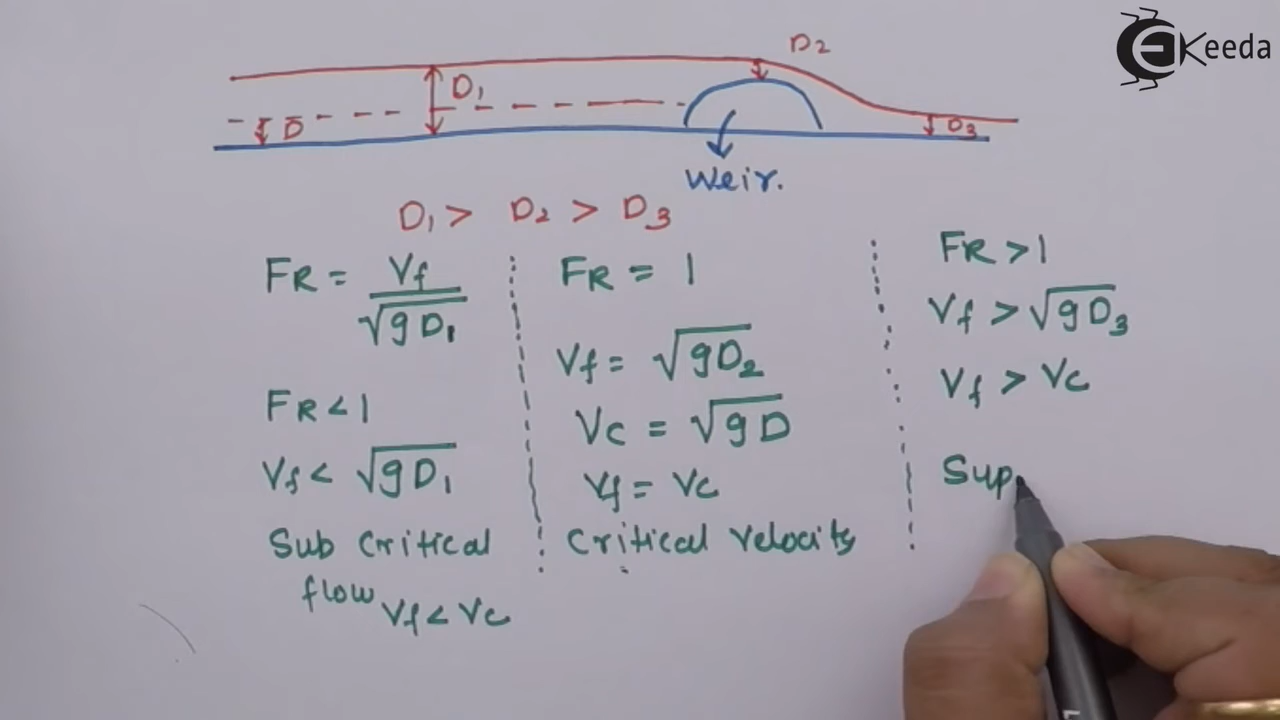 Keeda
D2
D1
D
D3
Weir.
D1 > D2 > D3
FR = Vf / √gD1
FR < 1
Vf < √gD1
Sub Critical
flow
Vf < Vc
FR = 1
Vf = √gD2
Vc = √gD
Vf = Vc
Critical Velocity
FR > 1
Vf > √gD3
Vf > Vc
Sup